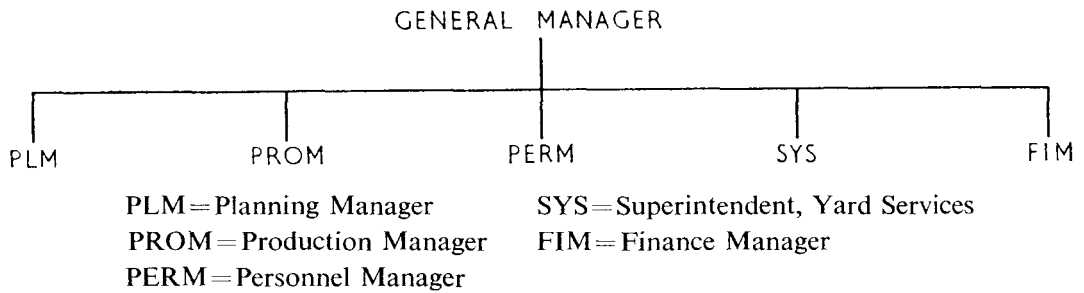 GENERAL MANAGER
PLM PROM PERM SYS FIM
PLM=Planning Manager SYS=Superintendent, Yard Services
PROM=Production Manager FIM=Finance Manager
PERM=Personnel Manager